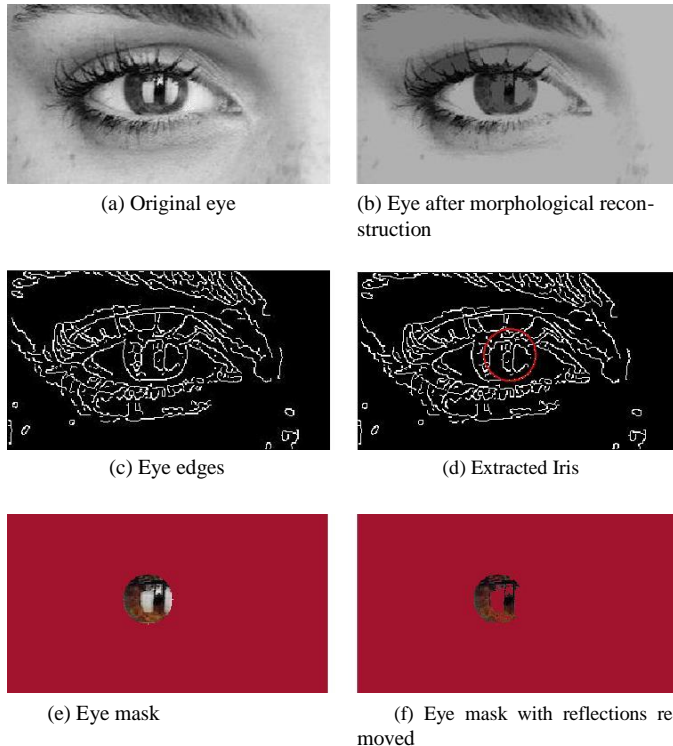 (a) Original eye
(b) Eye after morphological recon-
struction
(c) Eye edges
(d) Extracted Iris
(e) Eye mask
(f) Eye mask with reflections re
moved